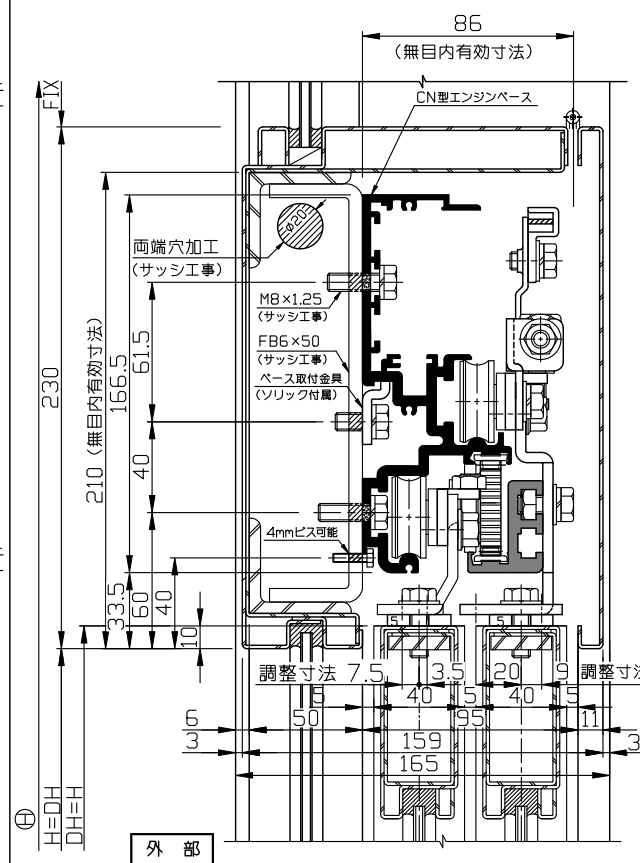 86
(無目内有効寸法)
CN型エンジンベース
FIX
φ20
両端穴加工
(サッシ工事)
M8×1.25
(サッシ工事)
FB6×50
(サッシ工事)
ベース取付金具
(ソリック付属)
4mmビス可能
230
210 (無目内有効寸法)
166.5
61.5
40
33.5
60
40
10
5
5
調整寸法 7.5
3.5
20
9 調整寸法
40
5
40
5
6
50
95
11
3
159
3
165
H
H=DH
DH=H
外 部